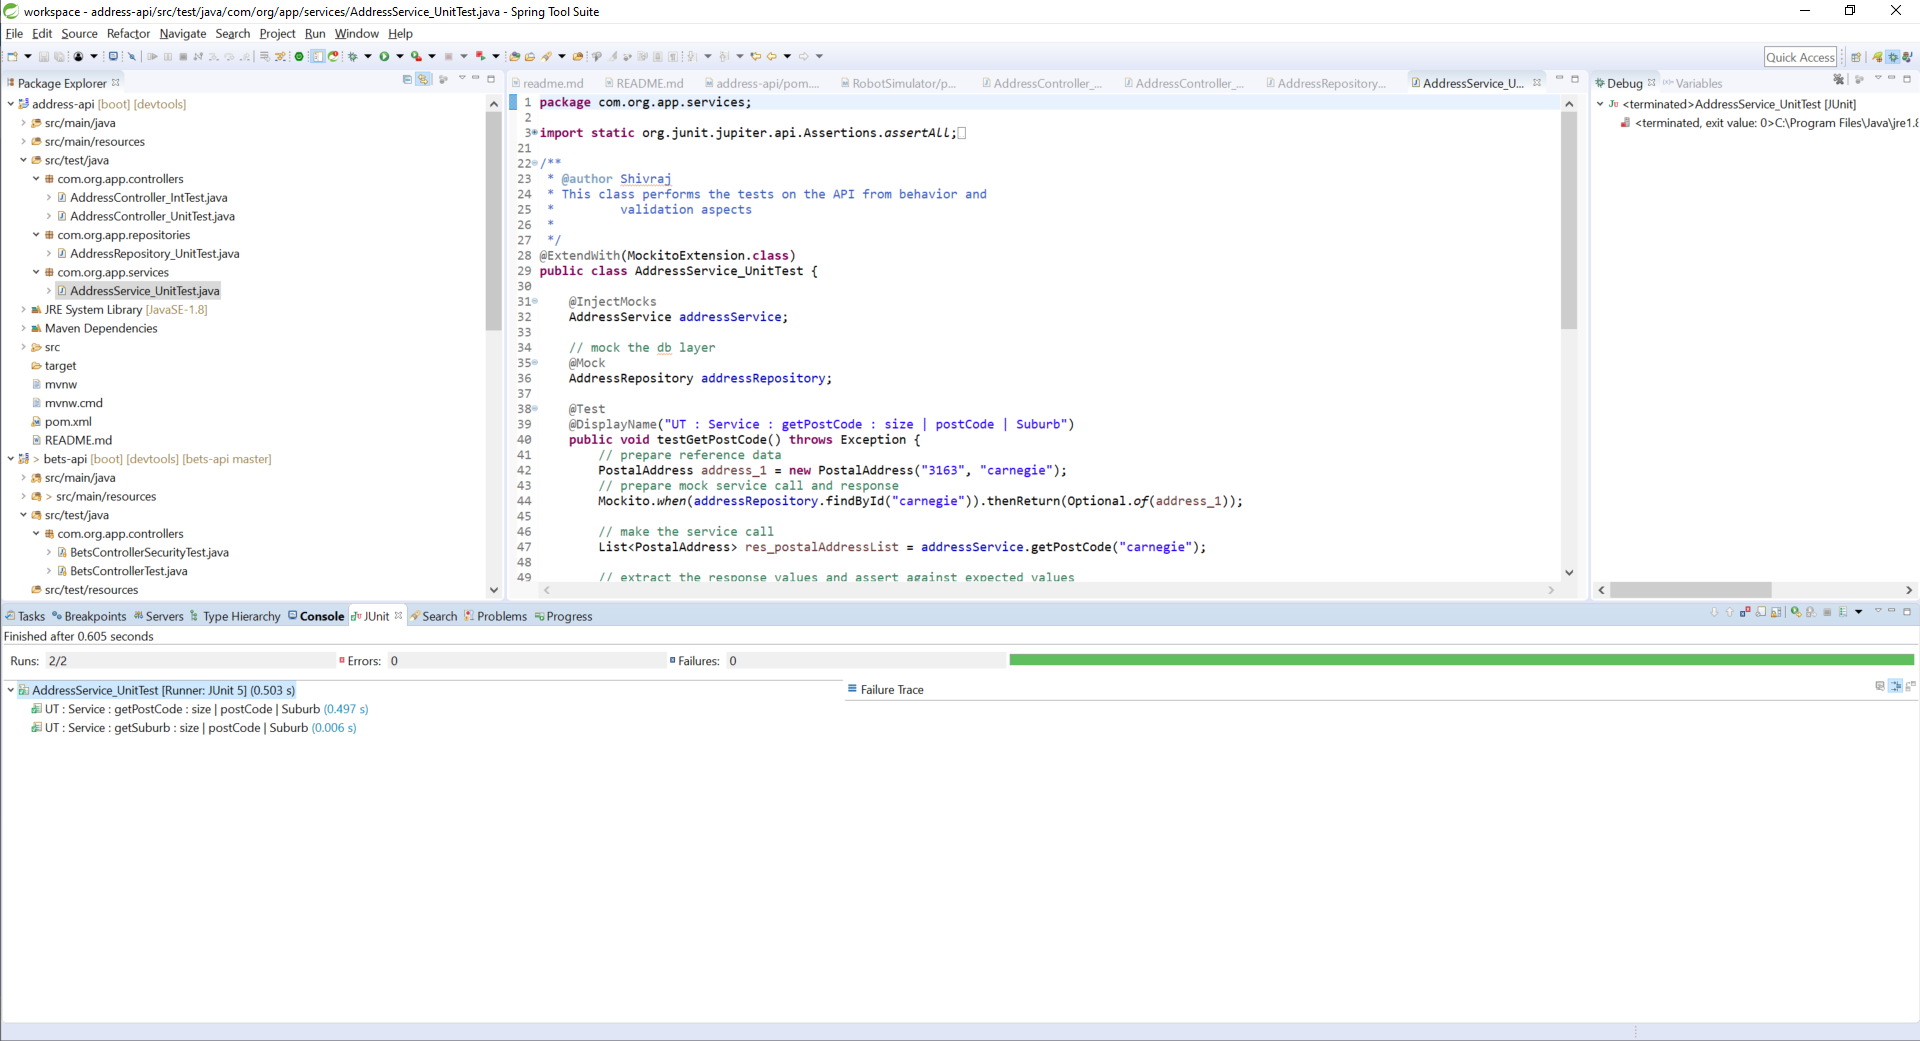 workspace - address-api/src/test/java/com/org/app/services/AddressService_UnitTest.java - Spring Tool Suite
File Edit Source Refactor Navigate Search Project Run Window Help
Quick Access
Package Explorer
address-api [boot] [devtools]
src/main/java
src/main/resources
src/test/java
com.org.app.controllers
AddressController_IntTest.java
AddressController_UnitTest.java
com.org.app.repositories
AddressRepository_UnitTest.java
com.org.app.services
AddressService_UnitTest.java
JRE System Library [JavaSE-1.8]
Maven Dependencies
src
target
mvnw
mvnw.cmd
pom.xml
README.md
> bets-api [boot] [devtools] [bets-api master]
src/main/java
> src/main/resources
src/test/java
com.org.app.controllers
BetsControllerSecurityTest.java
BetsControllerTest.java
src/test/resources
readme.md README.md address-api/pom.... RobotSimulator/p... AddressController_... AddressController_... AddressRepository... AddressService_U...
1 package com.org.app.services;
2
3 import static org.junit.jupiter.api.Assertions.assertAll;
21
22 /**
23 * @author Shivraj
24 * This class performs the tests on the API from behavior and
25 * validation aspects
26 *
27 */
28 @ExtendWith(MockitoExtension.class)
29 public class AddressService_UnitTest {
30
31 @InjectMocks
32 AddressService addressService;
33
34 // mock the db layer
35 @Mock
36 AddressRepository addressRepository;
37
38 @Test
39 @DisplayName("UT : Service : getPostCode : size | postCode | Suburb")
40 public void testGetPostCode() throws Exception {
41 // prepare reference data
42 PostalAddress address_1 = new PostalAddress("3163", "carnegie");
43 // prepare mock service call and response
44 Mockito.when(addressRepository.findById("carnegie")).thenReturn(Optional.of(address_1));
45
46 // make the service call
47 List<PostalAddress> res_postalAddressList = addressService.getPostCode("carnegie");
48
49 // extract the response values and assert against expected values
Debug Variables
<terminated>AddressService_UnitTest [JUnit]
<terminated, exit value: 0>C:\Program Files\Java\jre1.8
Tasks Breakpoints Servers Type Hierarchy Console JUnit Search Problems Progress
Finished after 0.605 seconds
Runs: 2/2 Errors: 0 Failures: 0
AddressService_UnitTest [Runner: JUnit 5] (0.503 s)
UT : Service : getPostCode : size | postCode | Suburb (0.497 s)
UT : Service : getSuburb : size | postCode | Suburb (0.006 s)
Failure Trace